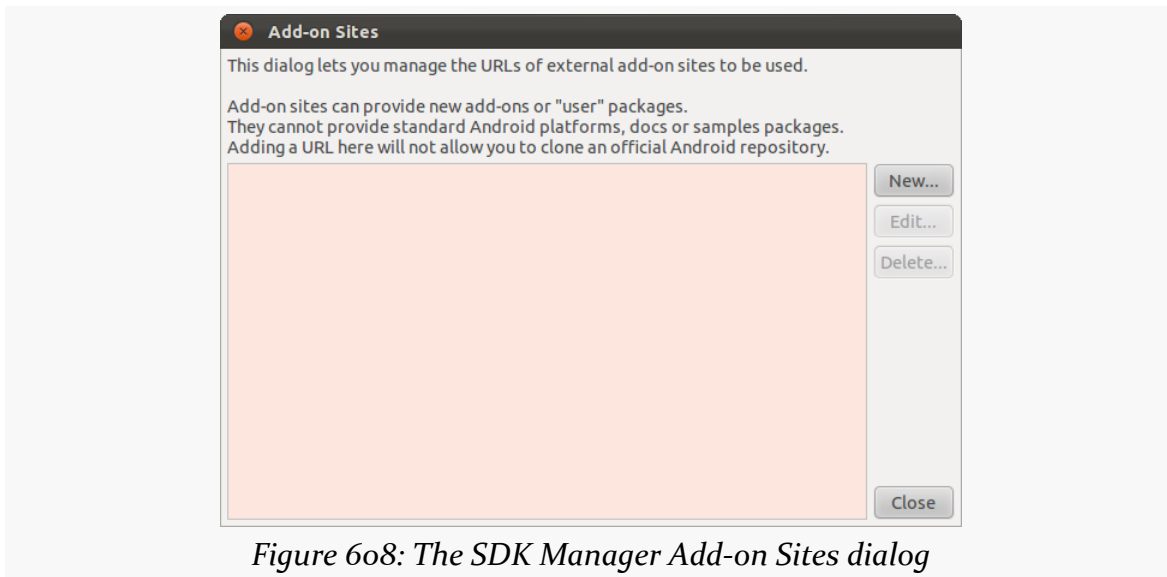 Add-on Sites
This dialog lets you manage the URLs of external add-on sites to be used.
Add-on sites can provide new add-ons or "user" packages.
They cannot provide standard Android platforms, docs or samples packages.
Adding a URL here will not allow you to clone an official Android repository.
New...
Edit...
Delete...
Close
Figure 608: The SDK Manager Add-on Sites dialog